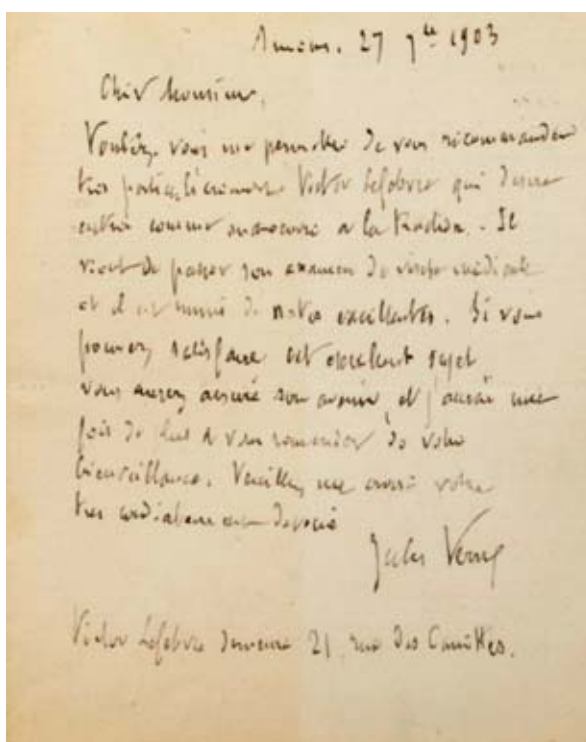 Amiens. 27 7bre 1903
Cher Monsieur,
Voulez vous me permettre de vous recommander
très particulièrement Victor Lefebvre qui désire
entrer comme manœuvre à la Traction. Il
vient de passer son examen de visite médicale
et il est muni de notes excellentes. Si vous
pouvez satisfaire cet excellent sujet
vous aurez assuré son avenir, et j'aurai une
fois de plus à vous remercier de votre
bienveillance. Veuillez me croire votre
très cordialement dévoué
Jules Verne
Victor Lefebvre demeure 21, rue des